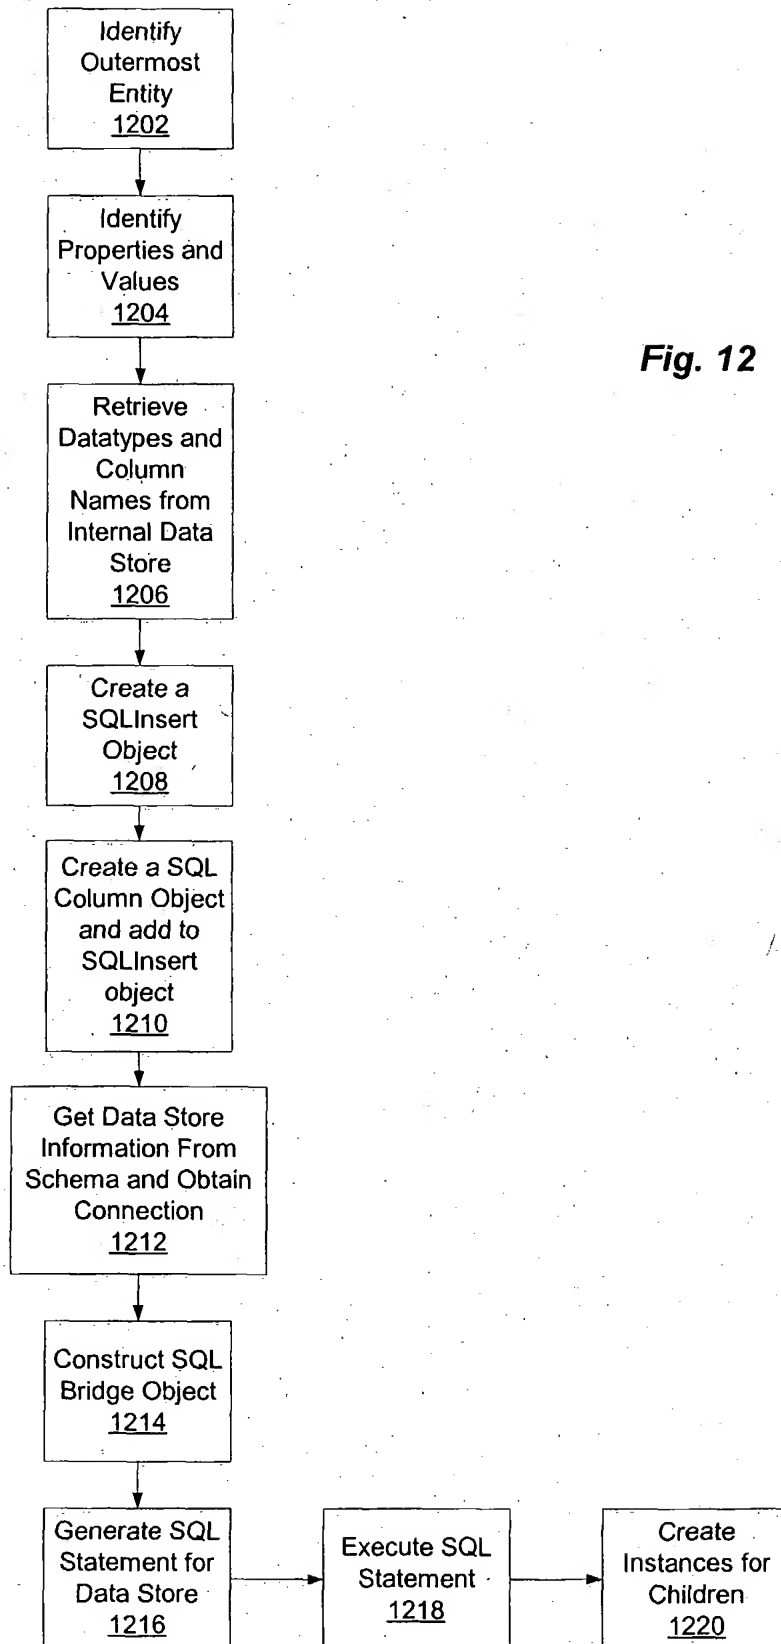 Identify
Outermost
Entity
1202
Identify
Properties and
Values
1204
Fig. 12
Retrieve
Datatypes and
Column
Names from
Internal Data
Store
1206
Create a
SQLInsert
Object
1208
Create a SQL
Column Object
and add to
SQLInsert
object
1210
Get Data Store
Information From
Schema and Obtain
Connection
1212
Construct SQL
Bridge Object
1214
Generate SQL
Statement for
Data Store
1216
Execute SQL
Statement
1218
Create
Instances for
Children
1220